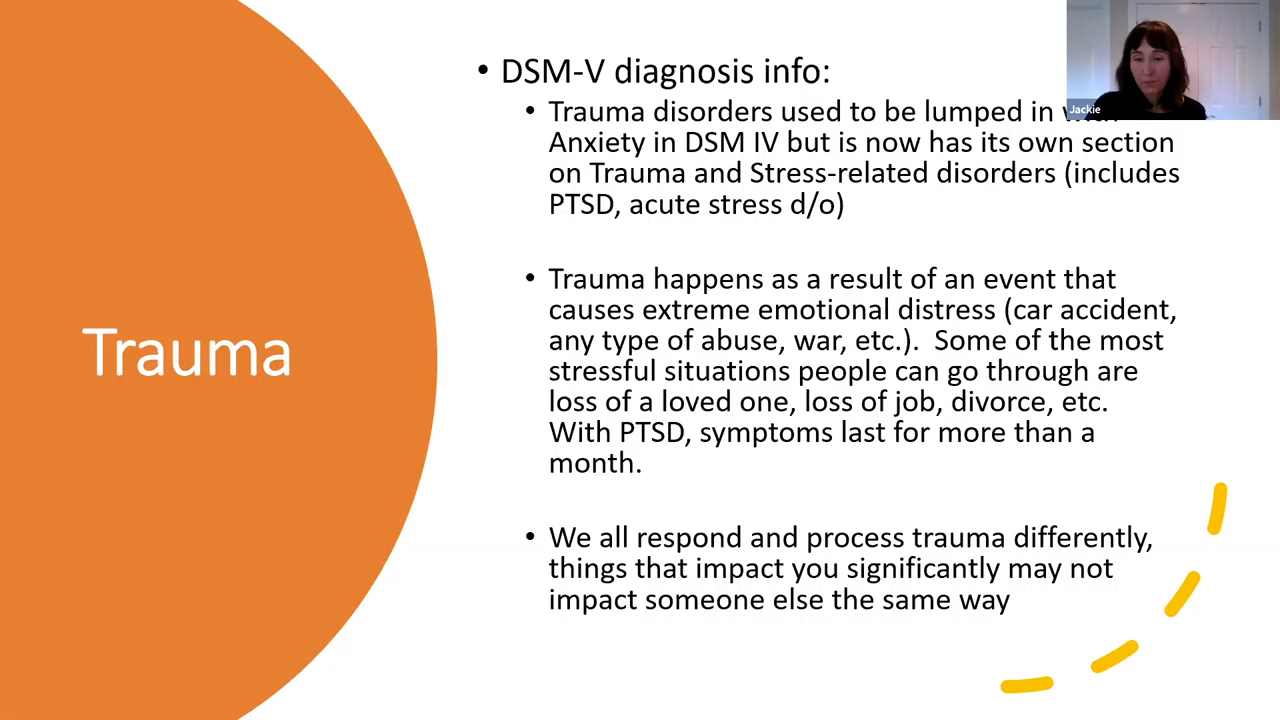 Trauma
• DSM-V diagnosis info:
• Trauma disorders used to be lumped in
Anxiety in DSM IV but is now has its own section
on Trauma and Stress-related disorders (includes
PTSD, acute stress d/o)
• Trauma happens as a result of an event that
causes extreme emotional distress (car accident,
any type of abuse, war, etc.).  Some of the most
stressful situations people can go through are
loss of a loved one, loss of job, divorce, etc.
With PTSD, symptoms last for more than a
month.
• We all respond and process trauma differently,
things that impact you significantly may not
impact someone else the same way
Jackie